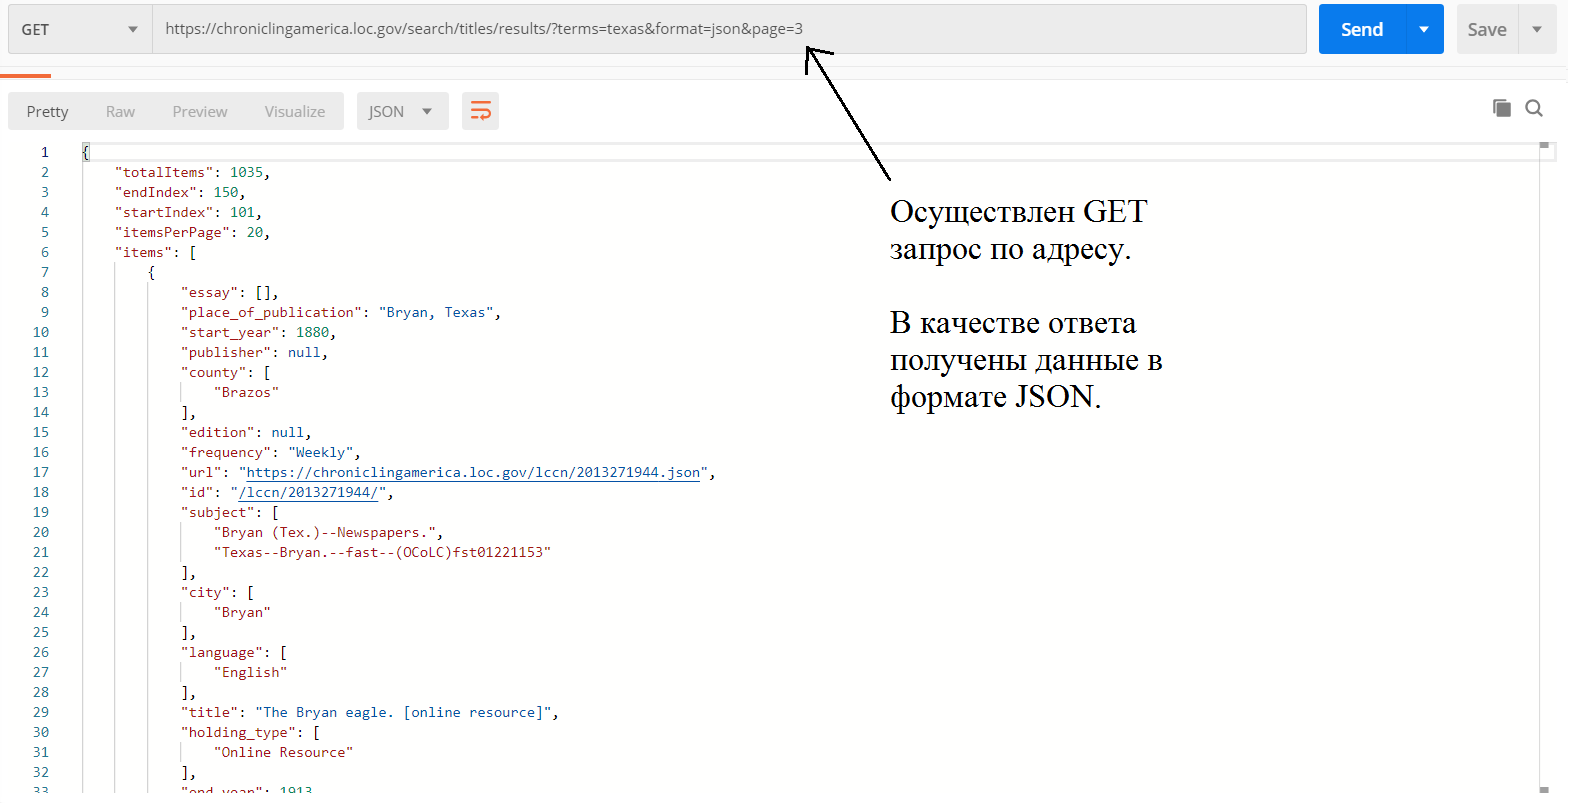 GET https://chroniclingamerica.loc.gov/search/titles/results/?terms=texas&format=json&page=3 Send Save
Pretty Raw Preview Visualize JSON
1 {
2 "totalItems": 1035,
3 "endIndex": 150,
4 "startIndex": 101,
5 "itemsPerPage": 20,
6 "items": [
7 {
8 "essay": [],
9 "place_of_publication": "Bryan, Texas",
10 "start_year": 1880,
11 "publisher": null,
12 "county": [
13 "Brazos"
14 ],
15 "edition": null,
16 "frequency": "Weekly",
17 "url": "https://chroniclingamerica.loc.gov/lccn/2013271944.json",
18 "id": "/lccn/2013271944/",
19 "subject": [
20 "Bryan (Tex.)--Newspapers.",
21 "Texas--Bryan.--fast--(OCoLC)fst01221153"
22 ],
23 "city": [
24 "Bryan"
25 ],
26 "language": [
27 "English"
28 ],
29 "title": "The Bryan eagle. [online resource]",
30 "holding_type": [
31 "Online Resource"
32 ],
33 "end_year": 1913
Осуществлен GET
запрос по адресу.
В качестве ответа
получены данные в
формате JSON.